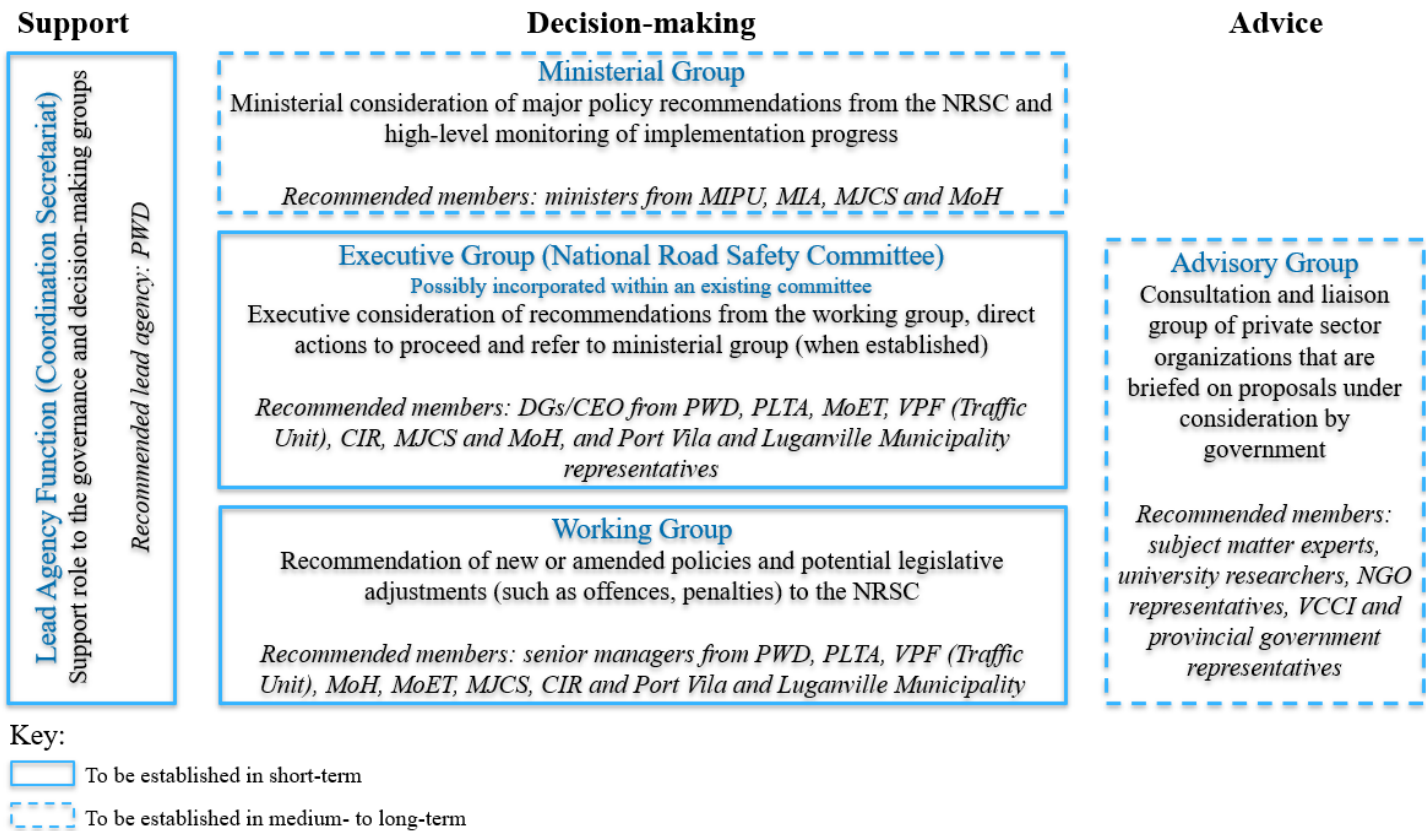 Support
Decision-making
Advice
Lead Agency Function (Coordination Secretariat)
Support role to the governance and decision-making groups
Recommended lead agency: PWD
Ministerial Group
Ministerial consideration of major policy recommendations from the NRSC and
high-level monitoring of implementation progress
Recommended members: ministers from MIPU, MIA, MJCS and MoH
Executive Group (National Road Safety Committee)
Possibly incorporated within an existing committee
Executive consideration of recommendations from the working group, direct
actions to proceed and refer to ministerial group (when established)
Recommended members: DGs/CEO from PWD, PLTA, MoET, VPF (Traffic
Unit), CIR, MJCS and MoH, and Port Vila and Luganville Municipality
representatives
Working Group
Recommendation of new or amended policies and potential legislative
adjustments (such as offences, penalties) to the NRSC
Recommended members: senior managers from PWD, PLTA, VPF (Traffic
Unit), MoH, MoET, MJCS, CIR and Port Vila and Luganville Municipality
Advisory Group
Consultation and liaison
group of private sector
organizations that are
briefed on proposals under
consideration by
government
Recommended members:
subject matter experts,
university researchers, NGO
representatives, VCCI and
provincial government
representatives
Key:
To be established in short-term
To be established in medium- to long-term